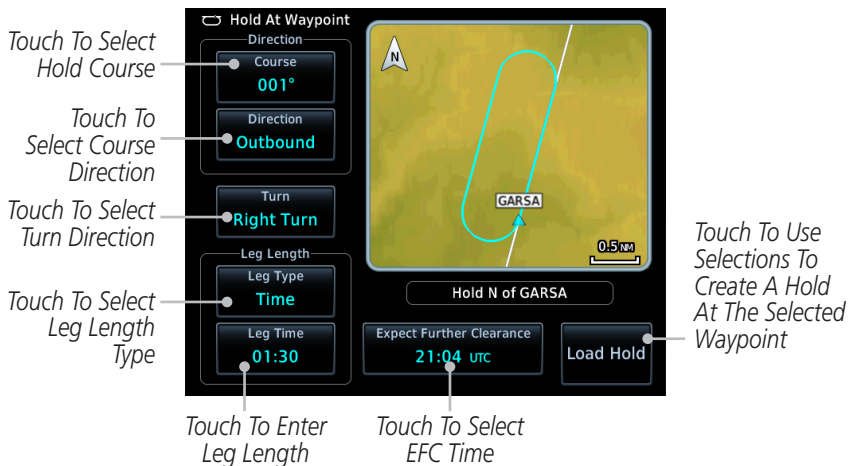 Hold At Waypoint
Touch To Select
Hold Course
Direction
Course
001°
Touch To
Select Course
Direction
Direction
Outbound
Touch To Select
Turn Direction
Turn
Right Turn
Leg Length
Touch To Select
Leg Length
Type
Leg Type
Time
Leg Time
01:30
Touch To Enter
Leg Length
N
GARSA
0.5 NM
Hold N of GARSA
Expect Further Clearance
21:04 UTC
Touch To Select
EFC Time
Load Hold
Touch To Use
Selections To
Create A Hold
At The Selected
Waypoint